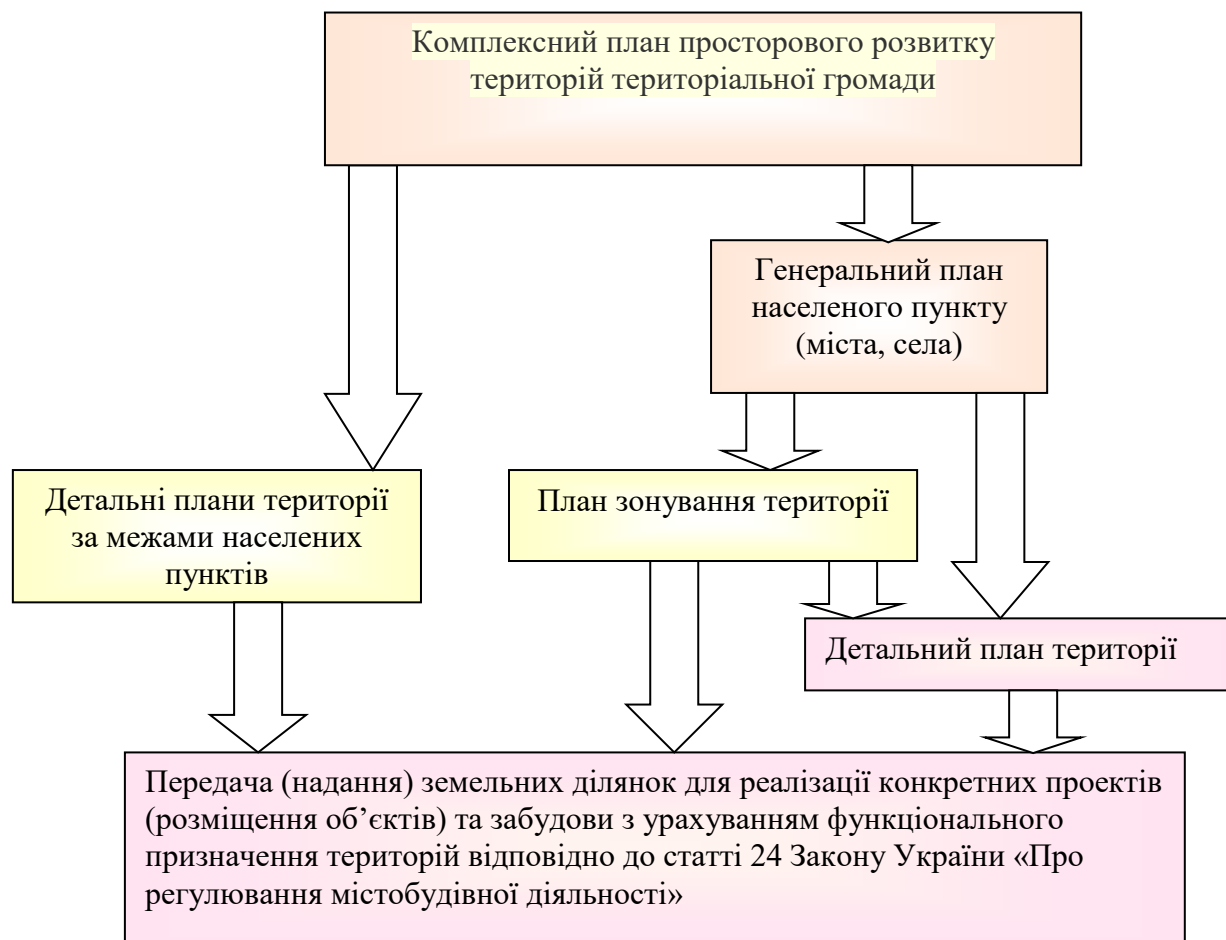 Комплексний план просторового розвитку
територій територіальної громади
Генеральний план
населеного пункту
(міста, села)
Детальні плани території
за межами населених
пунктів
План зонування території
Детальний план території
Передача (надання) земельних ділянок для реалізації конкретних проектів
(розміщення об’єктів) та забудови з урахуванням функціонального
призначення територій відповідно до статті 24 Закону України «Про
регулювання містобудівної діяльності»